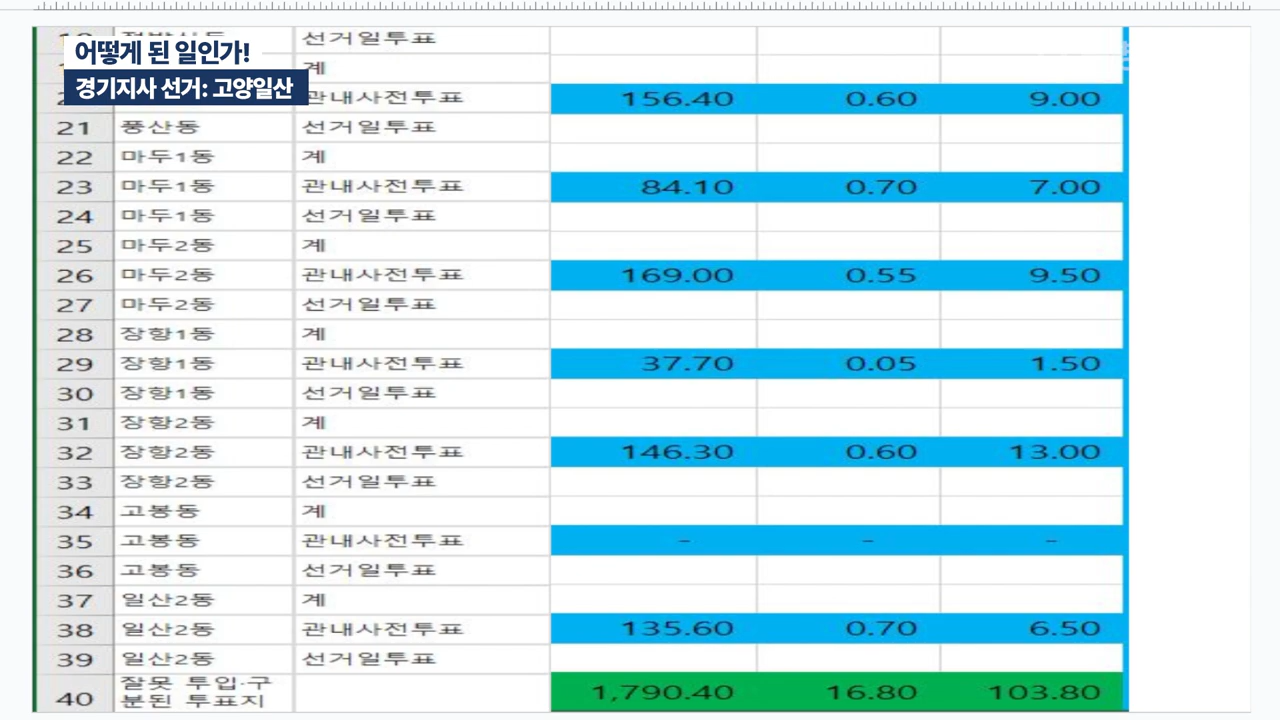 선거일투표
어떻게 된 일인가!
계
경기지사 선거: 고양일산
관내사전투표 156.40 0.60 9.00
21 풍산동 선거일투표
22 마두1동 계
23 마두1동 관내사전투표 84.10 0.70 7.00
24 마두1동 선거일투표
25 마두2동 계
26 마두2동 관내사전투표 169.00 0.55 9.50
27 마두2동 선거일투표
28 장항1동 계
29 장항1동 관내사전투표 37.70 0.05 1.50
30 장항1동 선거일투표
31 장항2동 계
32 장항2동 관내사전투표 146.30 0.60 13.00
33 장항2동 선거일투표
34 고봉동 계
35 고봉동 관내사전투표 - - -
36 고봉동 선거일투표
37 일산2동 계
38 일산2동 관내사전투표 135.60 0.70 6.50
39 일산2동 선거일투표
잘못 투입·구
40 분된 투표지 1,790.40 16.80 103.80